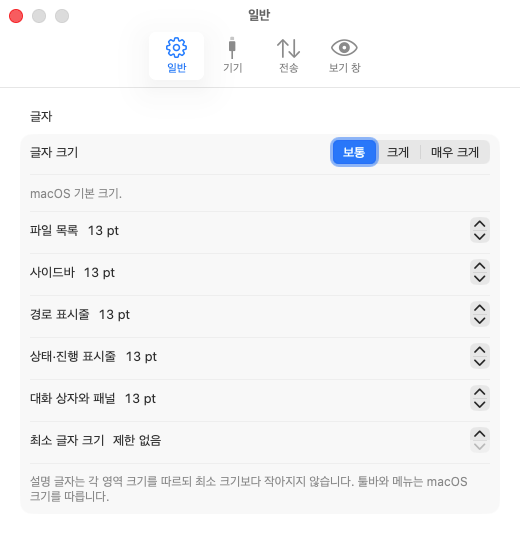 일반
일반
기기
전송
보기 창
글자
글자 크기
보통
크게
매우 크게
macOS 기본 크기.
파일 목록 13 pt
사이드바 13 pt
경로 표시줄 13 pt
상태·진행 표시줄 13 pt
대화 상자와 패널 13 pt
최소 글자 크기 제한 없음
설명 글자는 각 영역 크기를 따르되 최소 크기보다 작아지지 않습니다. 툴바와 메뉴는 macOS
크기를 따릅니다.